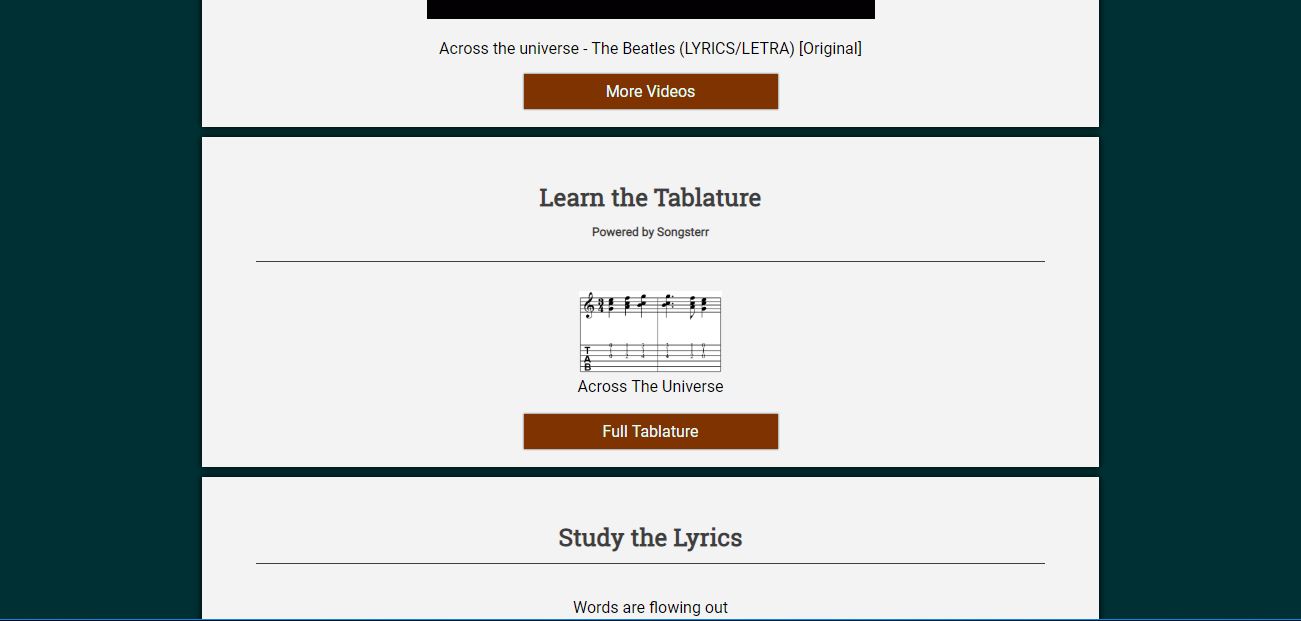 Across the universe - The Beatles (LYRICS/LETRA) [Original]
More Videos
Learn the Tablature
Powered by Songsterr
Across The Universe
Full Tablature
Study the Lyrics
Words are flowing out